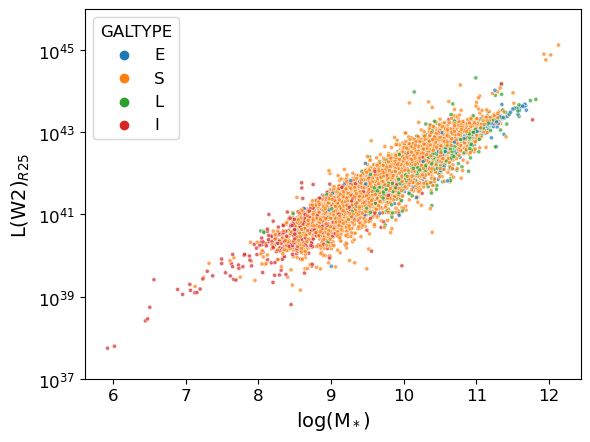 GALTYPE
E
S
L
I
L(W2)_{R25}
10^{45}
10^{43}
10^{41}
10^{39}
10^{37}
6 7 8 9 10 11 12
log(M_*)